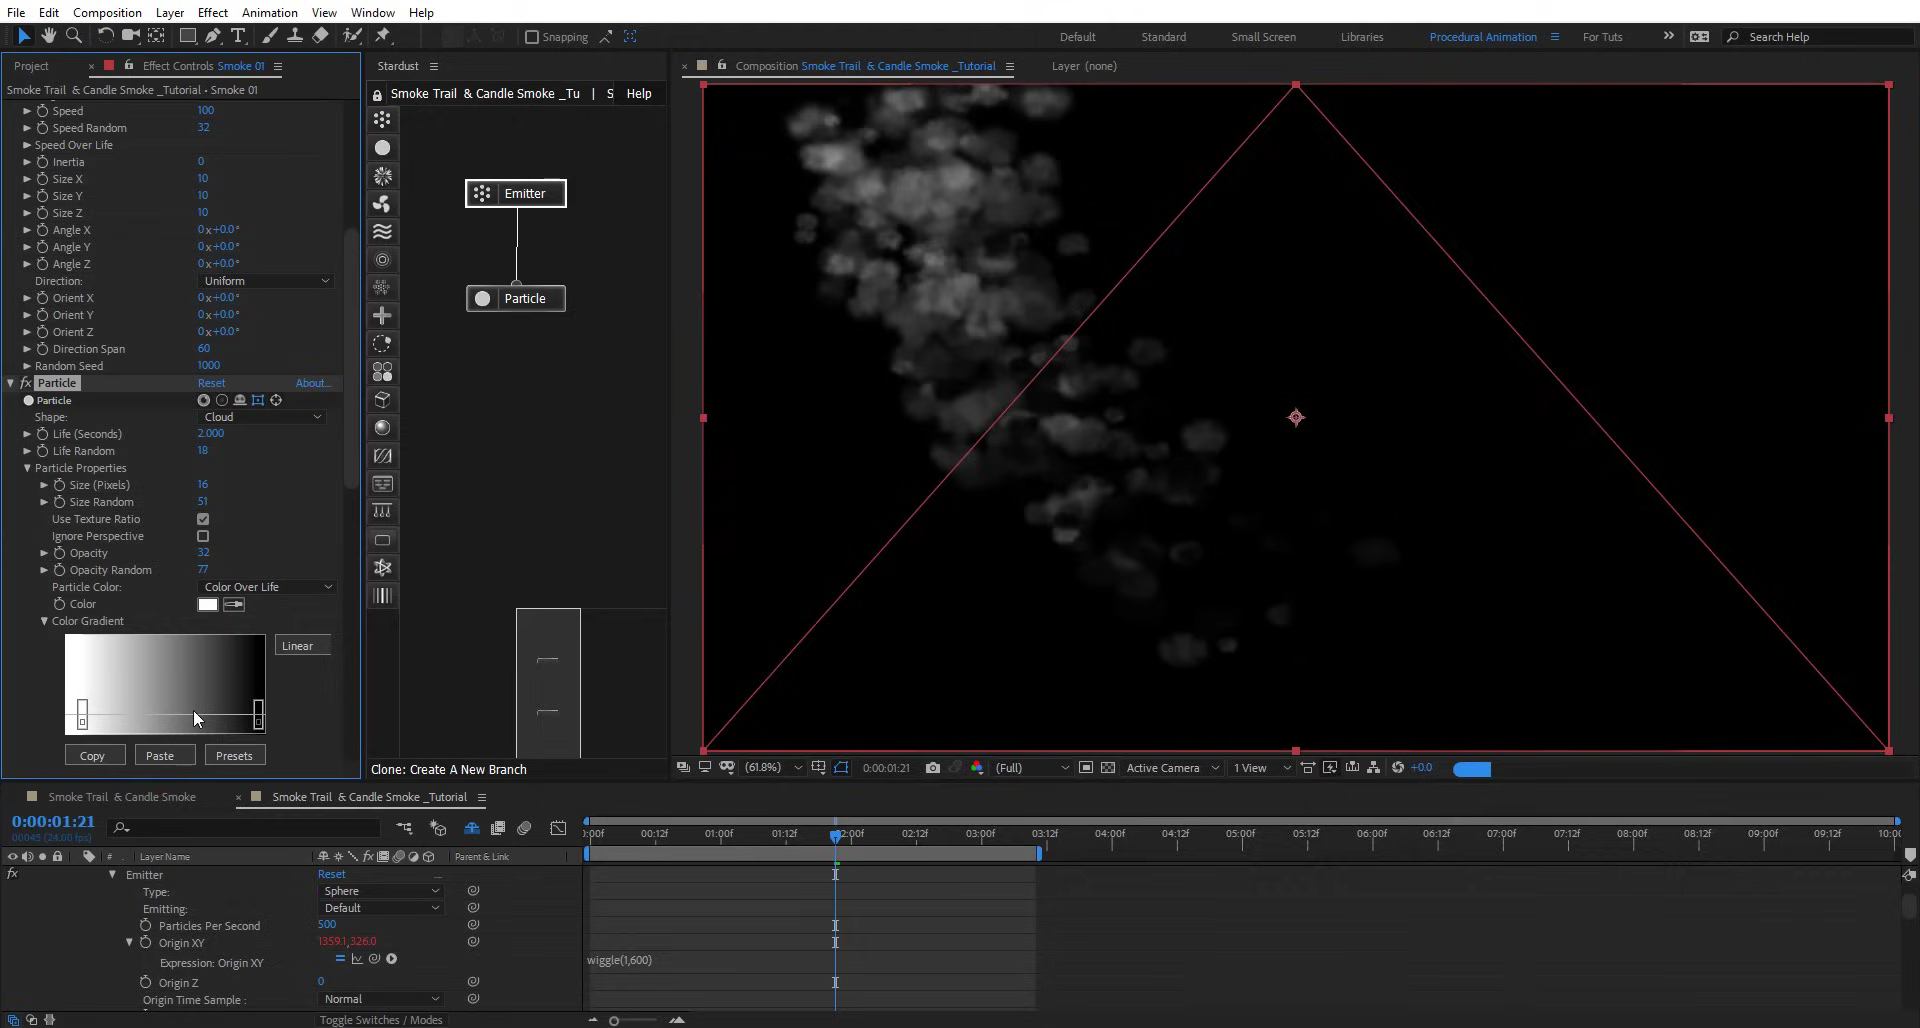 File Edit Composition Layer Effect Animation View Window Help
Snapping
Default Standard Small Screen Libraries Procedural Animation For Tuts Search Help
Project Effect Controls Smoke 01
Smoke Trail & Candle Smoke _Tutorial • Smoke 01
Speed 100
Speed Random 32
Speed Over Life
Inertia 0
Size X 10
Size Y 10
Size Z 10
Angle X 0x+0.0°
Angle Y 0x+0.0°
Angle Z 0x+0.0°
Direction: Uniform
Orient X 0x+0.0°
Orient Y 0x+0.0°
Orient Z 0x+0.0°
Direction Span 60
Random Seed 1000
fx Particle Reset About...
Particle
Shape: Cloud
Life (Seconds) 2.000
Life Random 18
Particle Properties
Size (Pixels) 16
Size Random 51
Use Texture Ratio
Ignore Perspective
Opacity 32
Opacity Random 77
Particle Color: Color Over Life
Color
Color Gradient
Linear
Copy Paste Presets
Stardust
Smoke Trail & Candle Smoke _Tu | S Help
Emitter
Particle
Clone: Create A New Branch
Composition Smoke Trail & Candle Smoke _Tutorial Layer (none)
(61.8%) 0:00:01:21 (Full) Active Camera 1 View +0.0
Smoke Trail & Candle Smoke Smoke Trail & Candle Smoke _Tutorial
0:00:01:21
00045 (24.00 fps)
:00f 00:12f 01:00f 01:12f 02:00f 02:12f 03:00f 03:12f 04:00f 04:12f 05:00f 05:12f 06:00f 06:12f 07:00f 07:12f 08:00f 08:12f 09:00f 09:12f 10:00
# Layer Name fx Parent & Link
fx Emitter Reset ...
Type: Sphere
Emitting: Default
Particles Per Second 500
Origin XY 1359.1,326.0
Expression: Origin XY wiggle(1,600)
Origin Z 0
Origin Time Sample : Normal
Toggle Switches / Modes